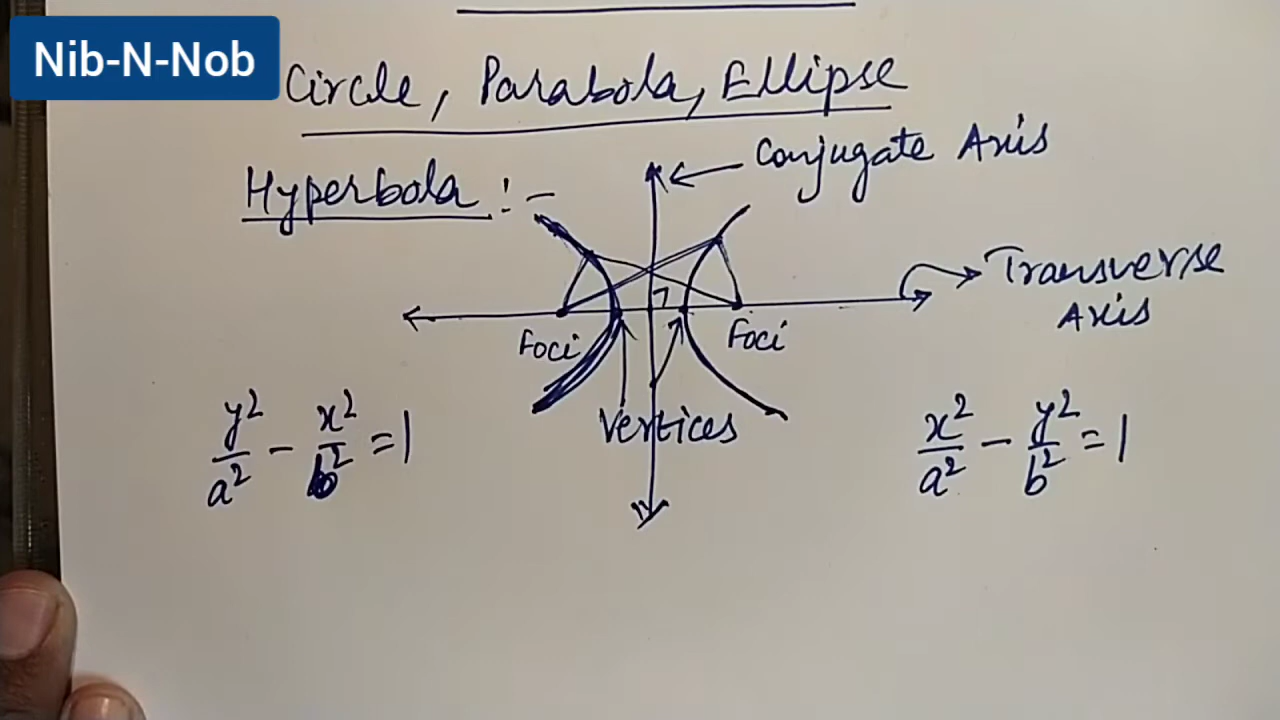 Nib-N-Nob
Circle, Parabola, Ellipse
Conjugate Axis
Hyperbola :-
Transverse
Axis
Foci
Foci
Vertices
y²/a² - x²/b² = 1
x²/a² - y²/b² = 1